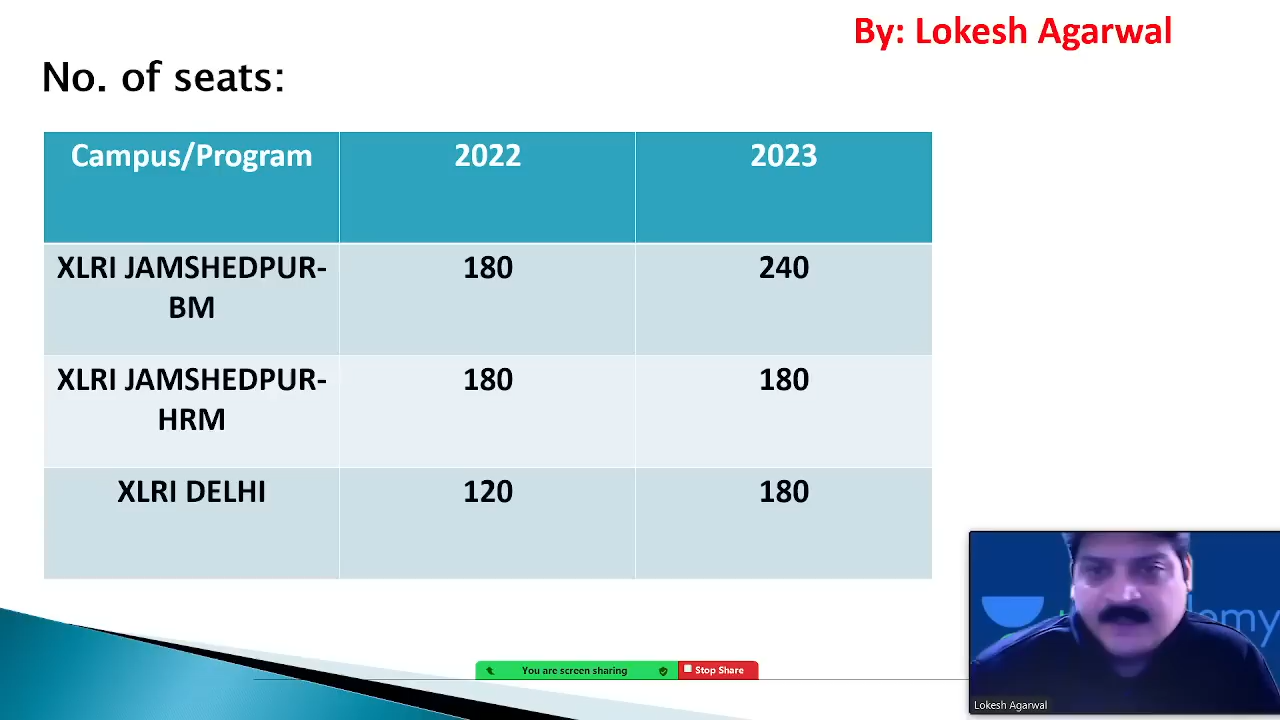 By: Lokesh Agarwal
No. of seats:
Campus/Program 2022 2023
XLRI JAMSHEDPUR- 180 240
BM
XLRI JAMSHEDPUR- 180 180
HRM
XLRI DELHI 120 180
You are screen sharing Stop Share
Lokesh Agarwal